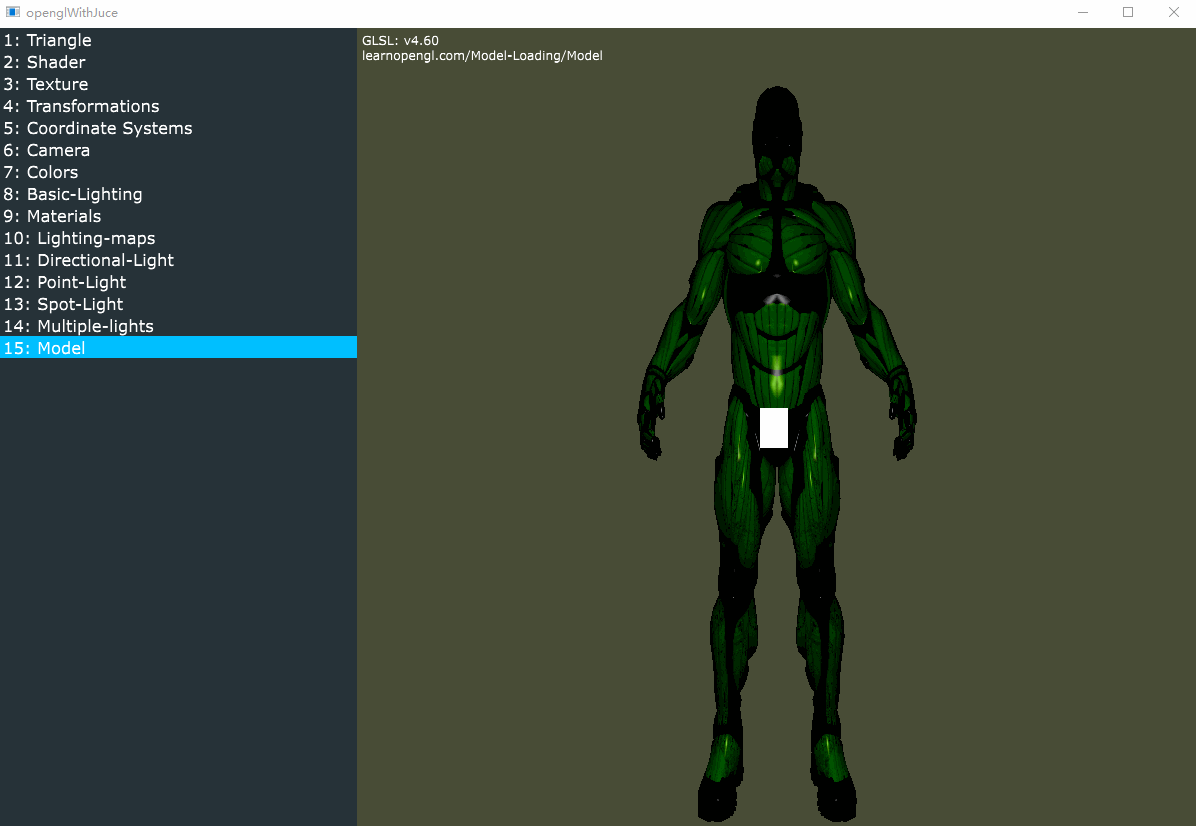 openglWithJuce
1: Triangle
2: Shader
3: Texture
4: Transformations
5: Coordinate Systems
6: Camera
7: Colors
8: Basic-Lighting
9: Materials
10: Lighting-maps
11: Directional-Light
12: Point-Light
13: Spot-Light
14: Multiple-lights
15: Model
GLSL: v4.60
learnopengl.com/Model-Loading/Model